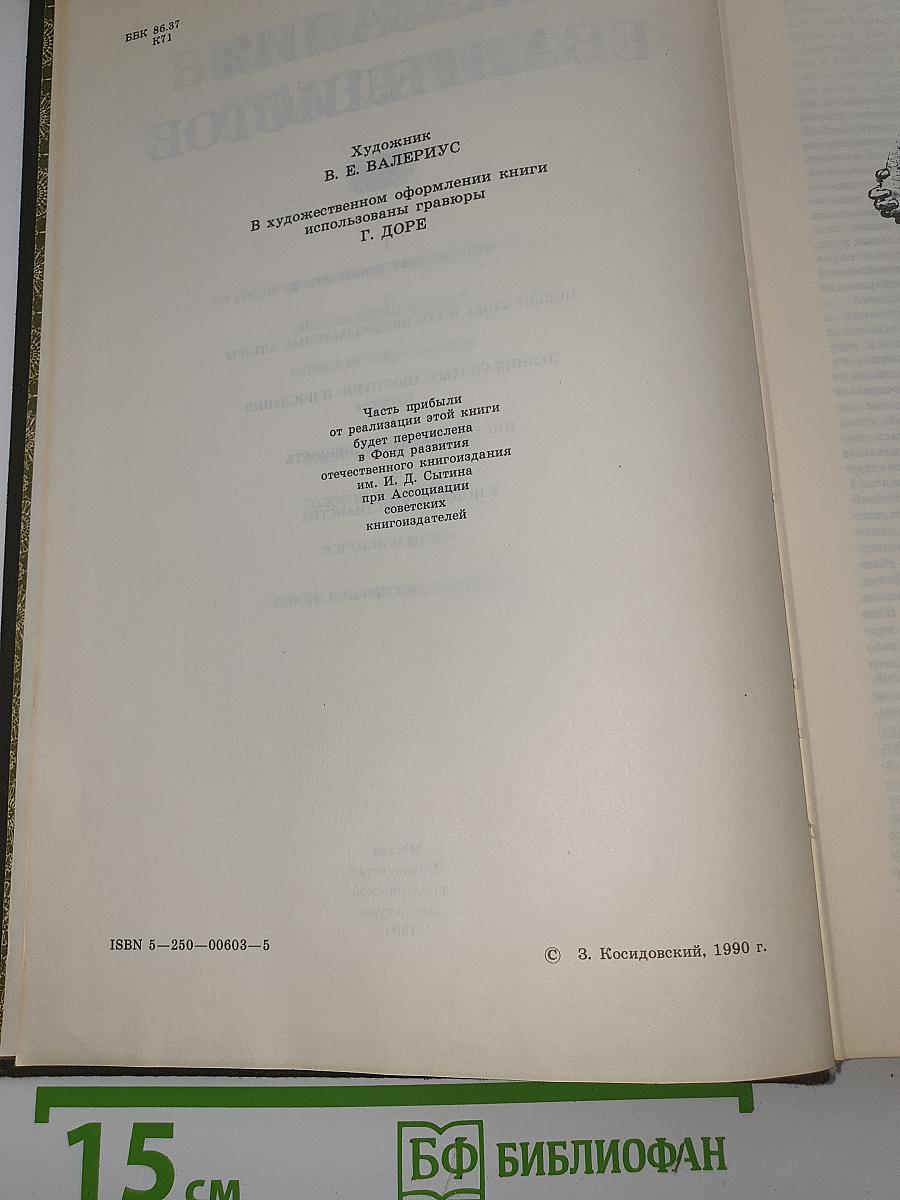 ББК 86.37
К71
Художник
В. Е. ВАЛЕРИУС
В художественном оформлении книги
использованы гравюры
Г. ДОРЕ
Часть прибыли
от реализации этой книги
будет перечислена
в Фонд развития
отечественного книгоиздания
им. И. Д. Сытина
при Ассоциации
советских
книгоиздателей
ISBN 5—250—00603—5
© З. Косидовский, 1990 г.
15 см
БФ БИБЛИОФАН